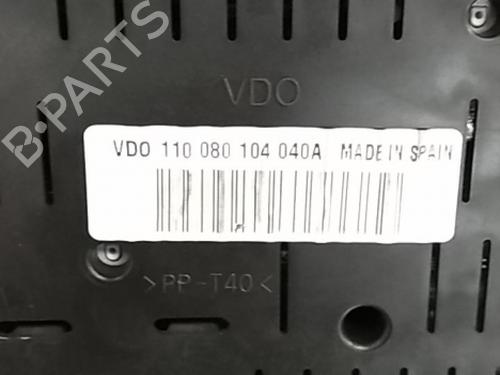 B-PARTS
VDO
VDO 110 080 104 040A MADE IN SPAIN
>PP-T40<